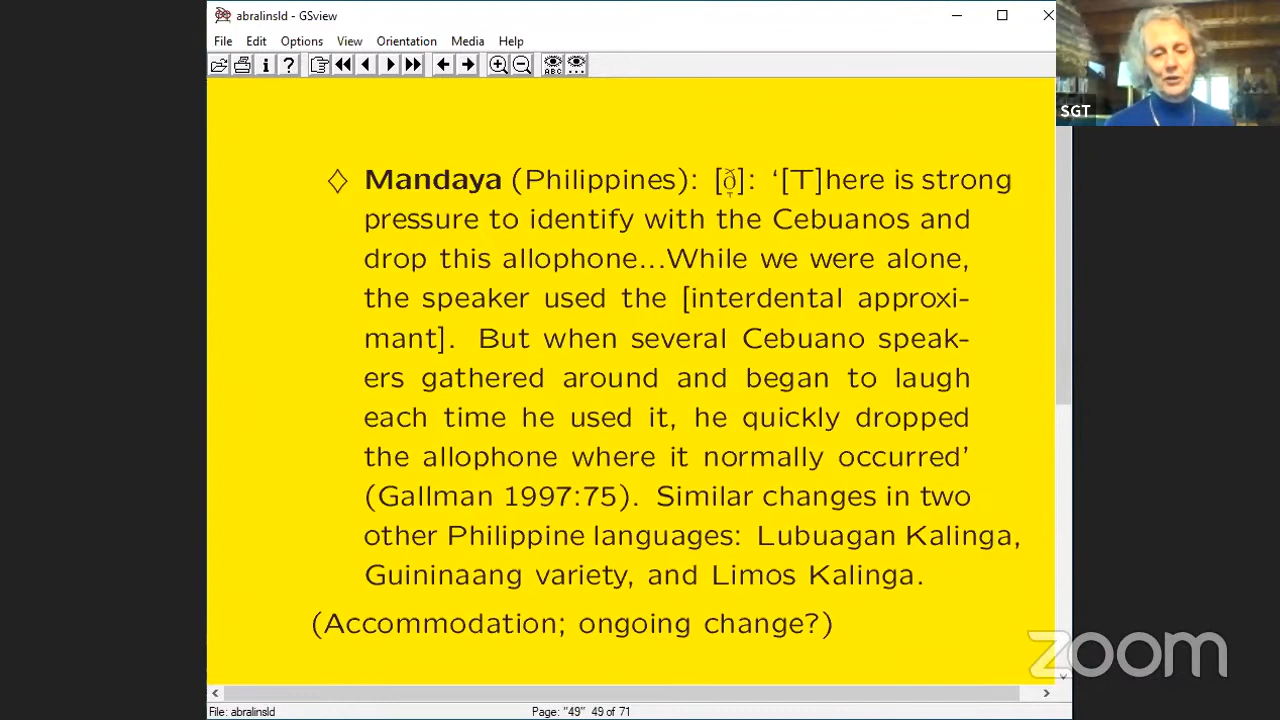 abralinsld - GSview
File Edit Options View Orientation Media Help
SGT
◊ Mandaya (Philippines): [ð̞]: ‘[T]here is strong
pressure to identify with the Cebuanos and
drop this allophone...While we were alone,
the speaker used the [interdental approxi-
mant]. But when several Cebuano speak-
ers gathered around and began to laugh
each time he used it, he quickly dropped
the allophone where it normally occurred’
(Gallman 1997:75). Similar changes in two
other Philippine languages: Lubuagan Kalinga,
Guininaang variety, and Limos Kalinga.
(Accommodation; ongoing change?)
zoom
File: abralinsld Page: "49" 49 of 71